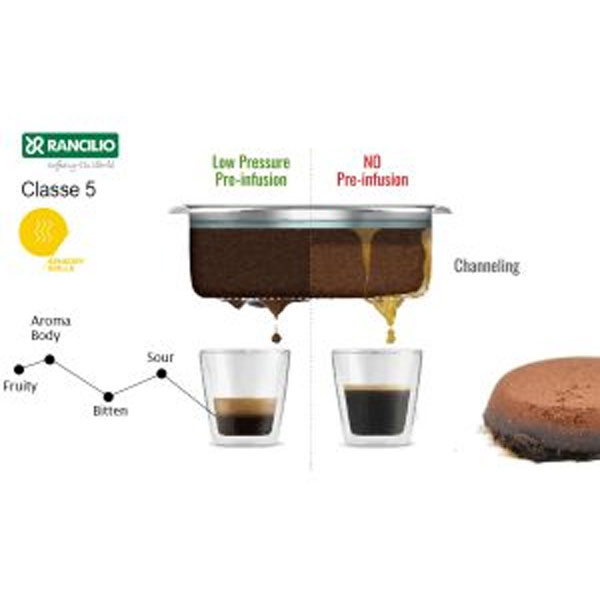 RANCILIO
Classe 5
Low Pressure
Pre-infusion
NO
Pre-infusion
Channeling
Aroma
Body
Fruity
Bitten
Sour